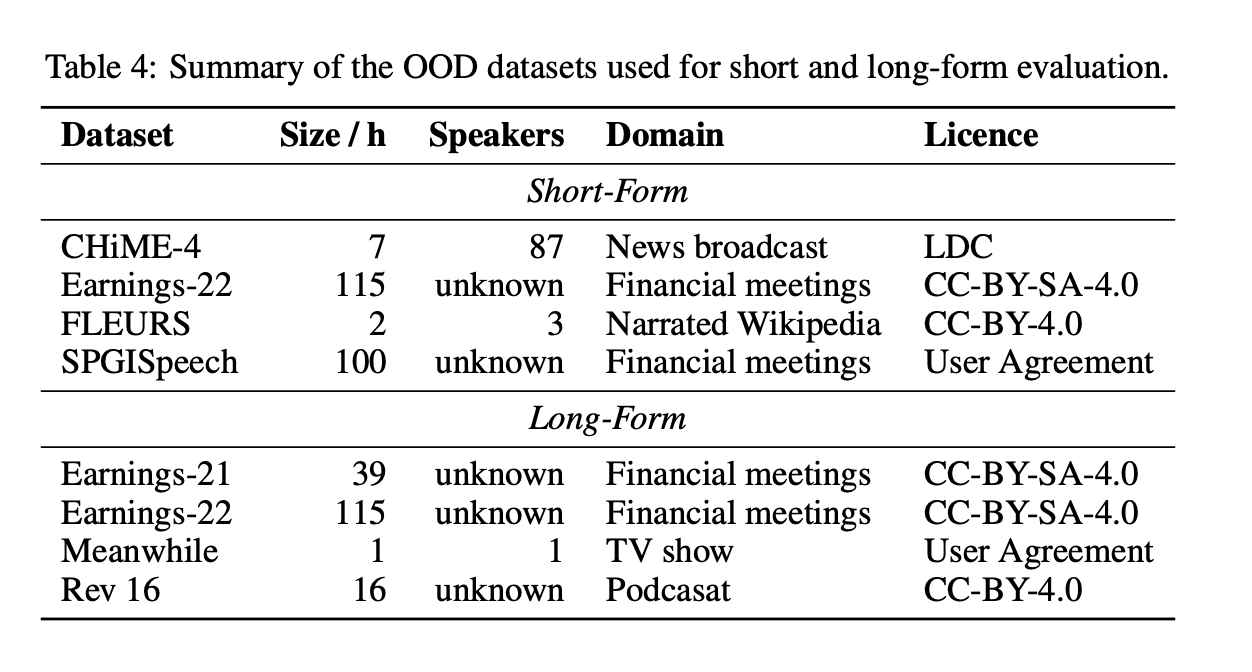 Table 4: Summary of the OOD datasets used for short and long-form evaluation.
Dataset Size / h Speakers Domain Licence
Short-Form
CHiME-4 7 87 News broadcast LDC
Earnings-22 115 unknown Financial meetings CC-BY-SA-4.0
FLEURS 2 3 Narrated Wikipedia CC-BY-4.0
SPGISpeech 100 unknown Financial meetings User Agreement
Long-Form
Earnings-21 39 unknown Financial meetings CC-BY-SA-4.0
Earnings-22 115 unknown Financial meetings CC-BY-SA-4.0
Meanwhile 1 1 TV show User Agreement
Rev 16 16 unknown Podcasat CC-BY-4.0